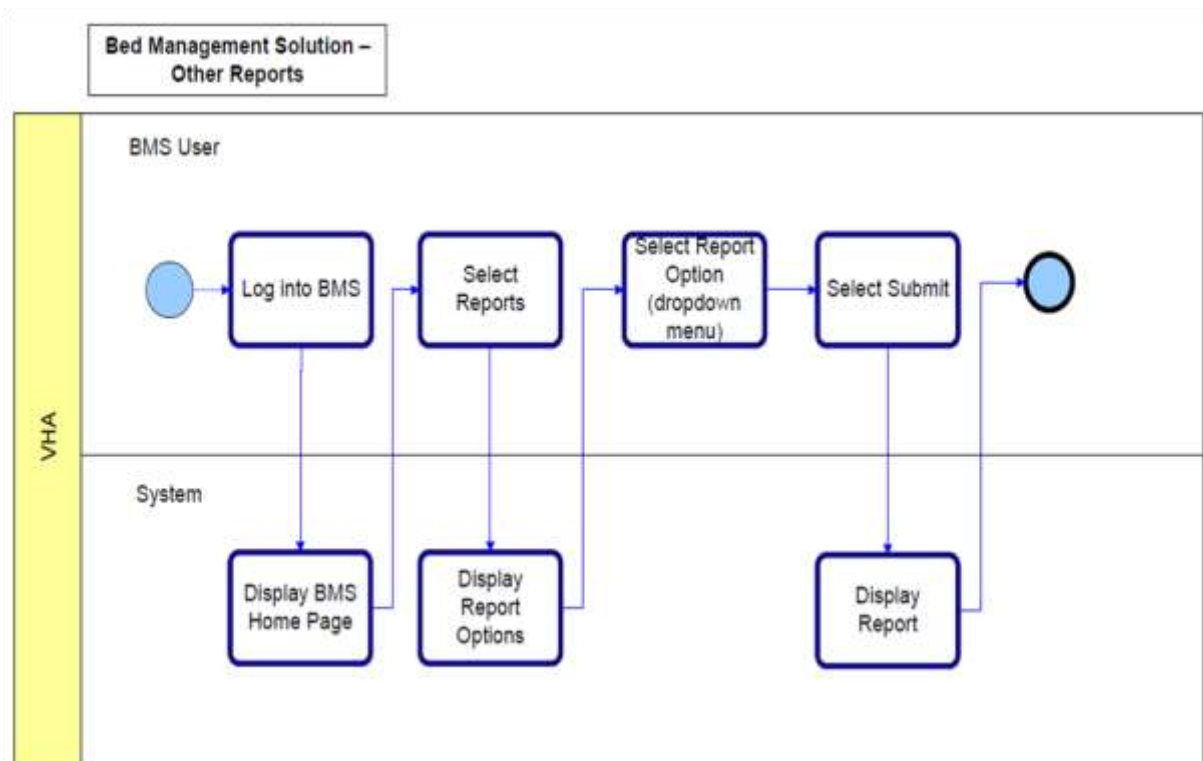 Bed Management Solution –
Other Reports
VHA
BMS User
Log into BMS
Select
Reports
Select Report
Option
(dropdown
menu)
Select Submit
System
Display BMS
Home Page
Display
Report
Options
Display
Report